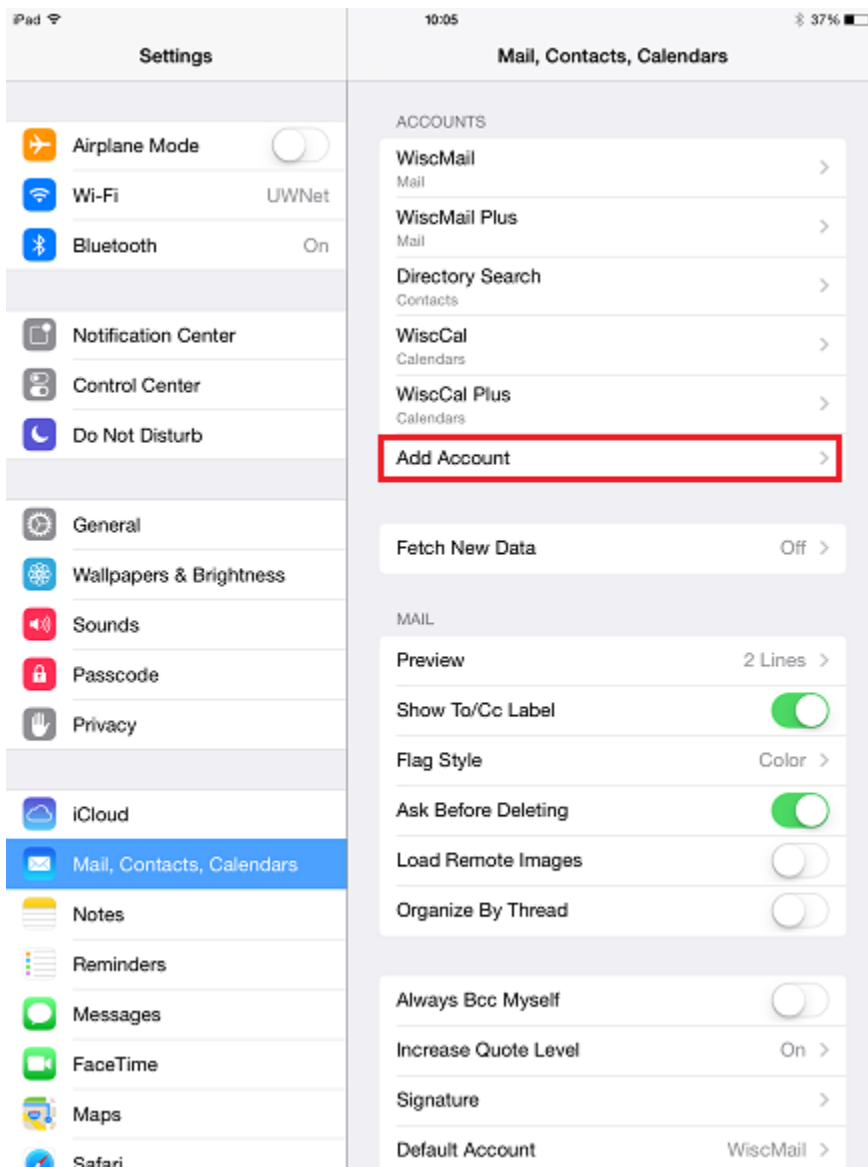 iPad 10:05 37%
Settings
Airplane Mode
Wi-Fi UWNet
Bluetooth On
Notification Center
Control Center
Do Not Disturb
General
Wallpapers & Brightness
Sounds
Passcode
Privacy
iCloud
Mail, Contacts, Calendars
Notes
Reminders
Messages
FaceTime
Maps
Safari
Mail, Contacts, Calendars
ACCOUNTS
WiscMail
Mail
WiscMail Plus
Mail
Directory Search
Contacts
WiscCal
Calendars
WiscCal Plus
Calendars
Add Account
Fetch New Data Off
MAIL
Preview 2 Lines
Show To/Cc Label
Flag Style Color
Ask Before Deleting
Load Remote Images
Organize By Thread
Always Bcc Myself
Increase Quote Level On
Signature
Default Account WiscMail